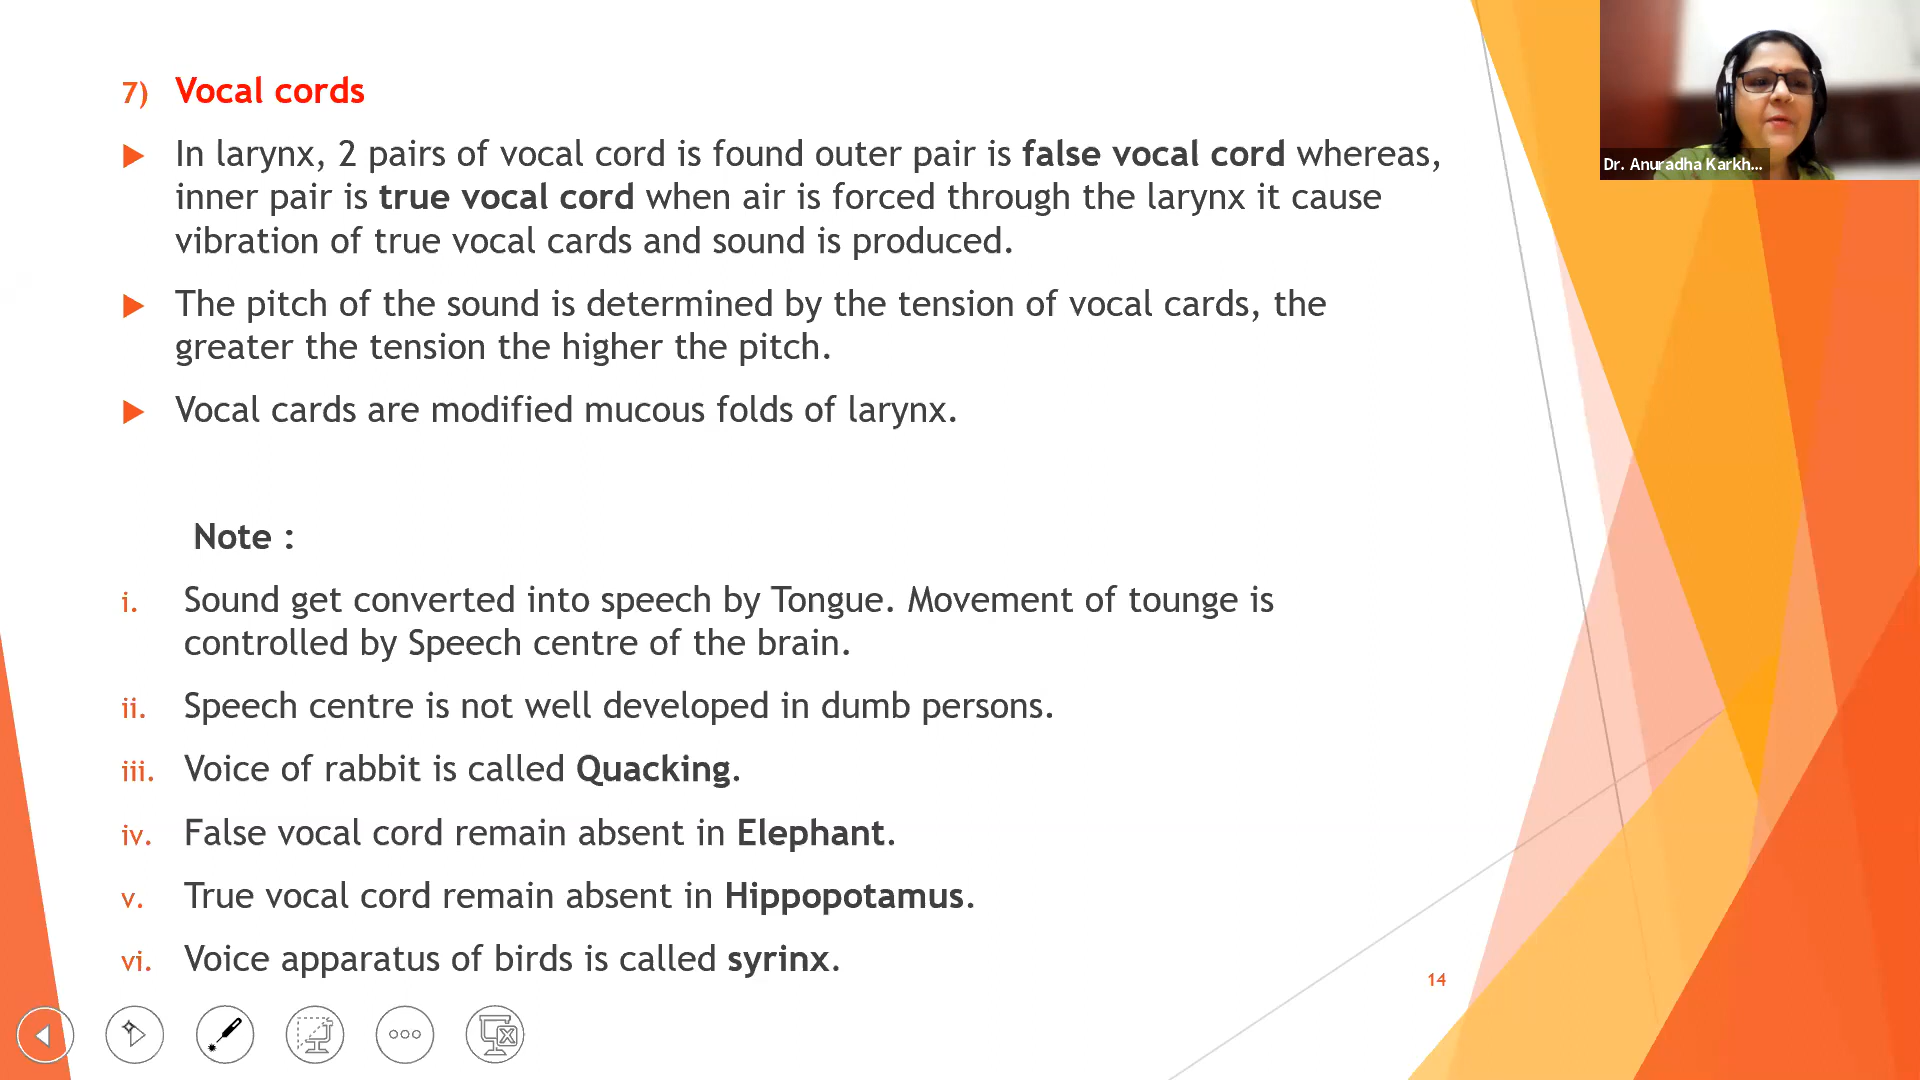 7) Vocal cords
In larynx, 2 pairs of vocal cord is found outer pair is false vocal cord whereas,
inner pair is true vocal cord when air is forced through the larynx it cause
vibration of true vocal cards and sound is produced.
The pitch of the sound is determined by the tension of vocal cards, the
greater the tension the higher the pitch.
Vocal cards are modified mucous folds of larynx.
Note :
i. Sound get converted into speech by Tongue. Movement of tounge is
controlled by Speech centre of the brain.
ii. Speech centre is not well developed in dumb persons.
iii. Voice of rabbit is called Quacking.
iv. False vocal cord remain absent in Elephant.
v. True vocal cord remain absent in Hippopotamus.
vi. Voice apparatus of birds is called syrinx.
14
Dr. Anuradha Karkh...